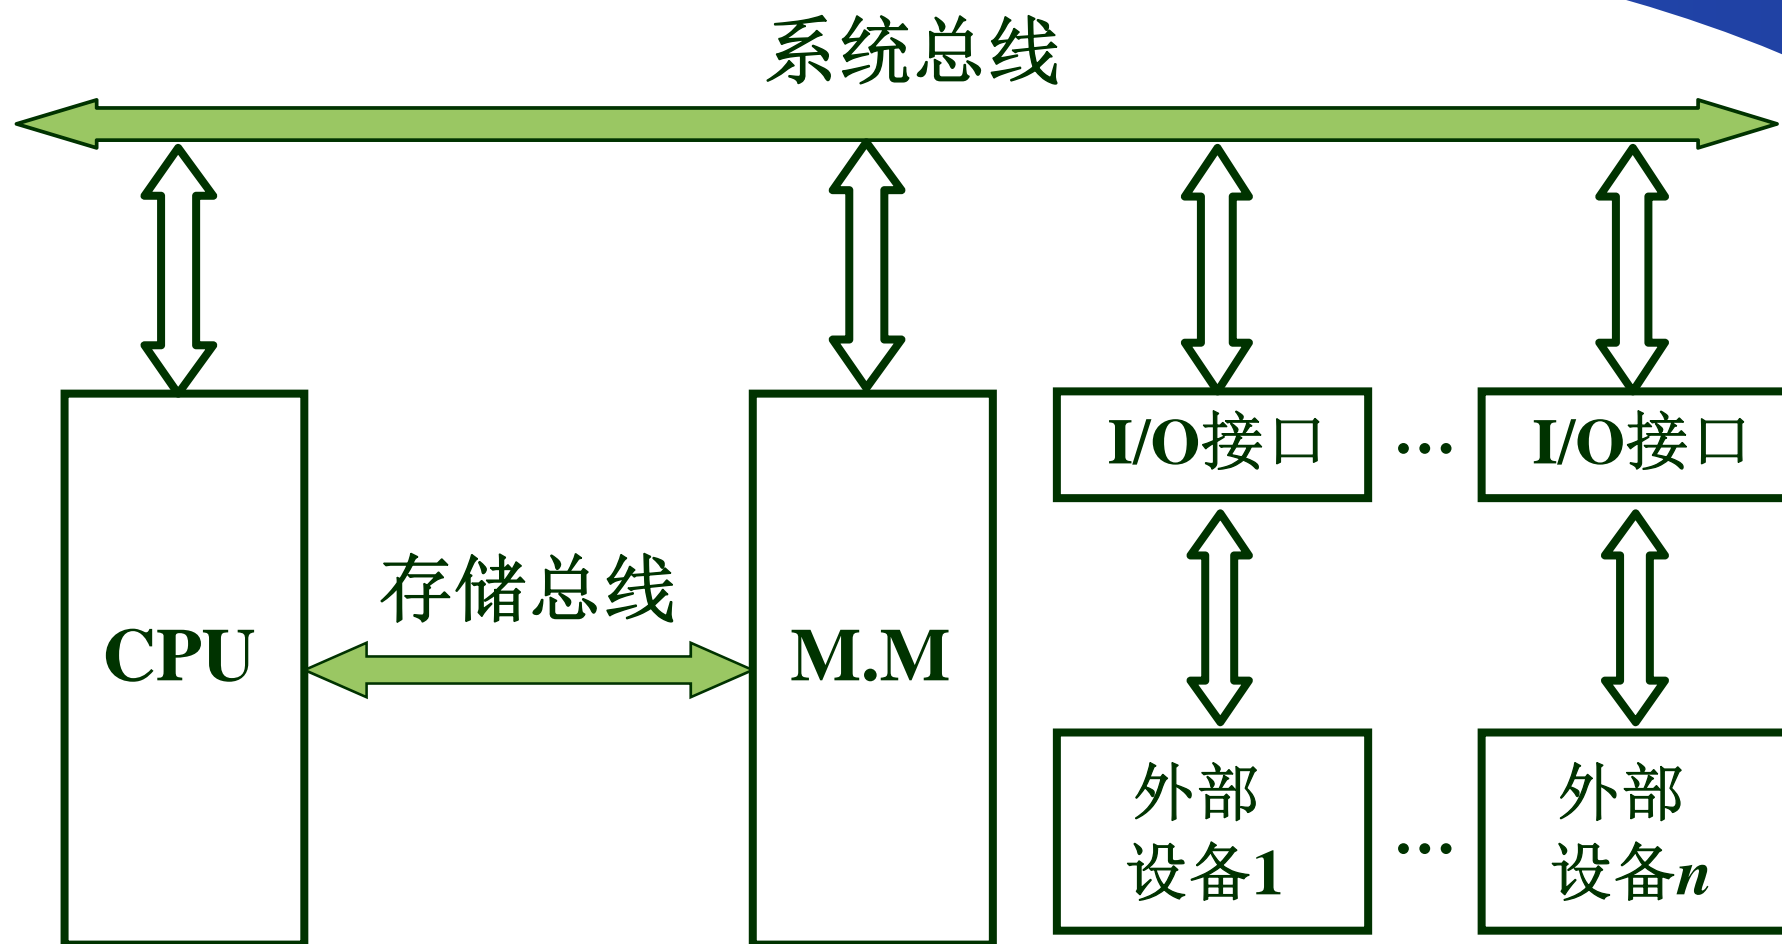 系统总线
I/O接口
...
I/O接口
存储总线
CPU
M.M
外部
设备1
...
外部
设备n